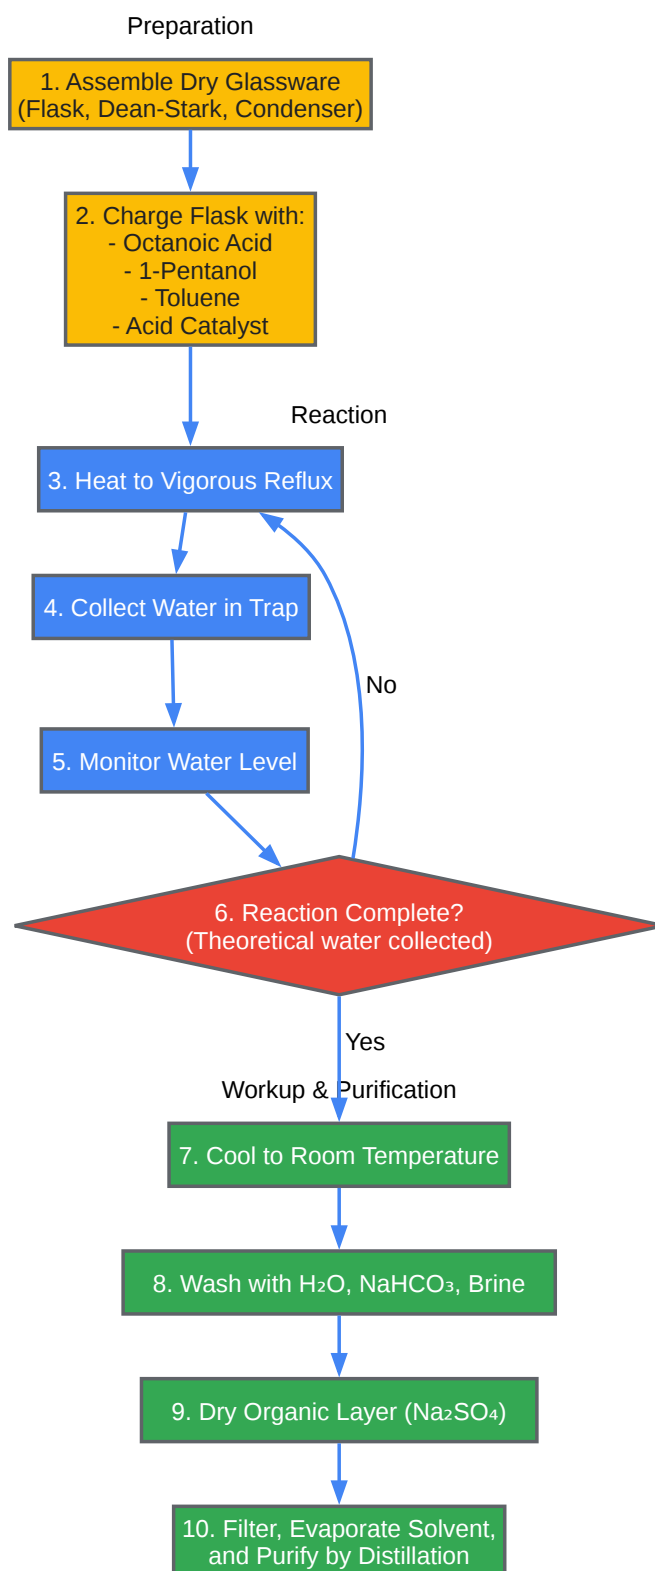 Preparation
1. Assemble Dry Glassware
(Flask, Dean-Stark, Condenser)
2. Charge Flask with:
- Octanoic Acid
- 1-Pentanol
- Toluene
- Acid Catalyst
Reaction
3. Heat to Vigorous Reflux
4. Collect Water in Trap
No
5. Monitor Water Level
6. Reaction Complete?
(Theoretical water collected)
Yes
Workup & Purification
7. Cool to Room Temperature
8. Wash with H₂O, NaHCO₃, Brine
9. Dry Organic Layer (Na₂SO₄)
10. Filter, Evaporate Solvent,
and Purify by Distillation